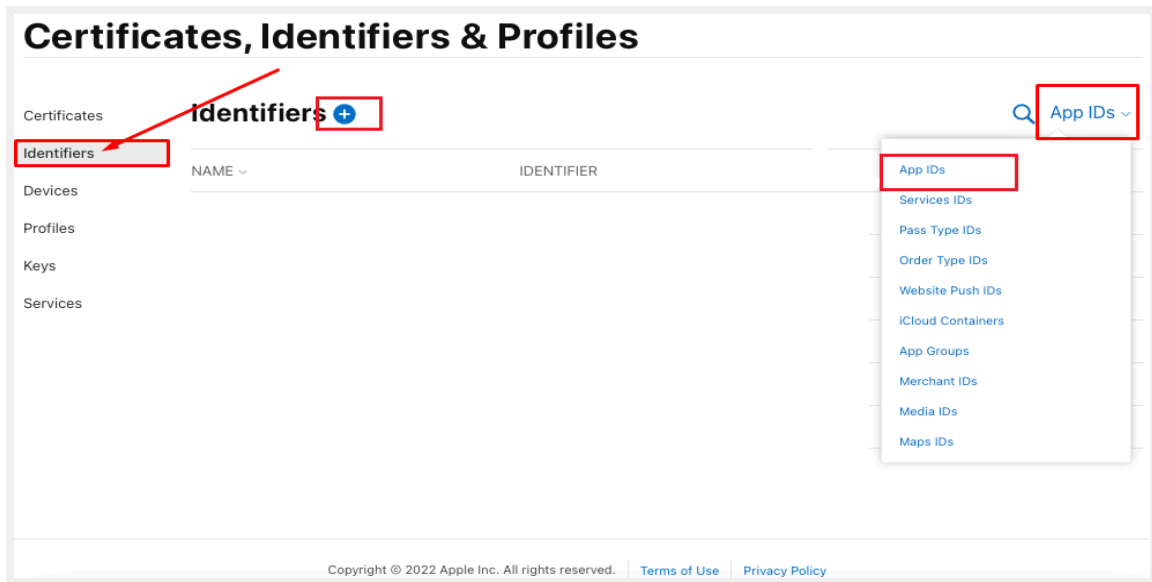 Certificates, Identifiers & Profiles
Certificates
Identifiers
Devices
Profiles
Keys
Services
Identifiers
App IDs
NAME
IDENTIFIER
App IDs
Services IDs
Pass Type IDs
Order Type IDs
Website Push IDs
iCloud Containers
App Groups
Merchant IDs
Media IDs
Maps IDs
Copyright © 2022 Apple Inc. All rights reserved. Terms of Use Privacy Policy